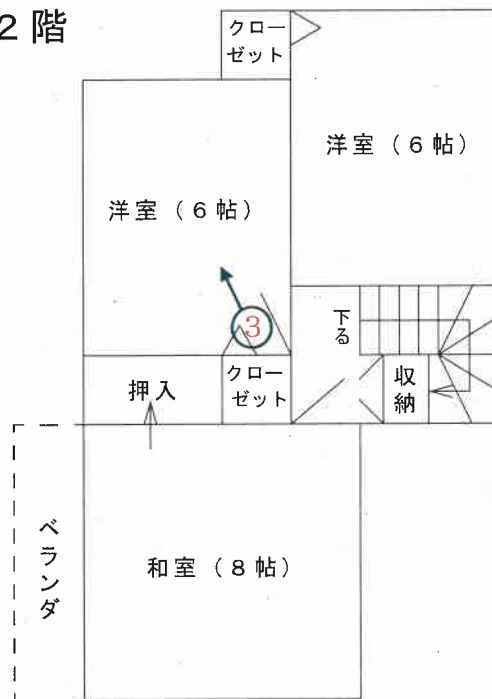 ２階
クロー
ゼット
洋室（６帖）
洋室（６帖）
③
下る
押入
クロー
ゼット
収納
ベランダ
和室（８帖）